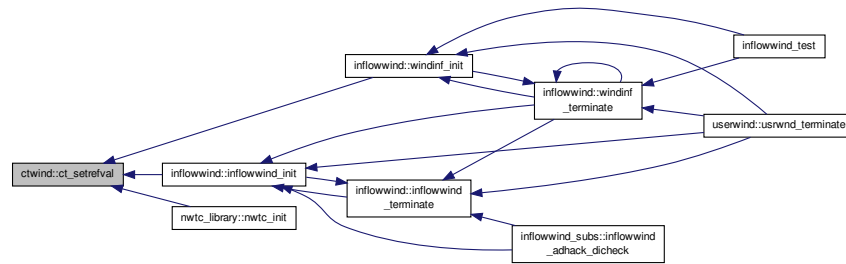 inflowwind_test
inflowwind::windinf_init
inflowwind::windinf
_terminate
userwind::usrwnd_terminate
ctwind::ct_setrefval
inflowwind::inflowwind_init
inflowwind::inflowwind
_terminate
nwtc_library::nwtc_init
inflowwind_subs::inflowwind
_adhack_dicheck